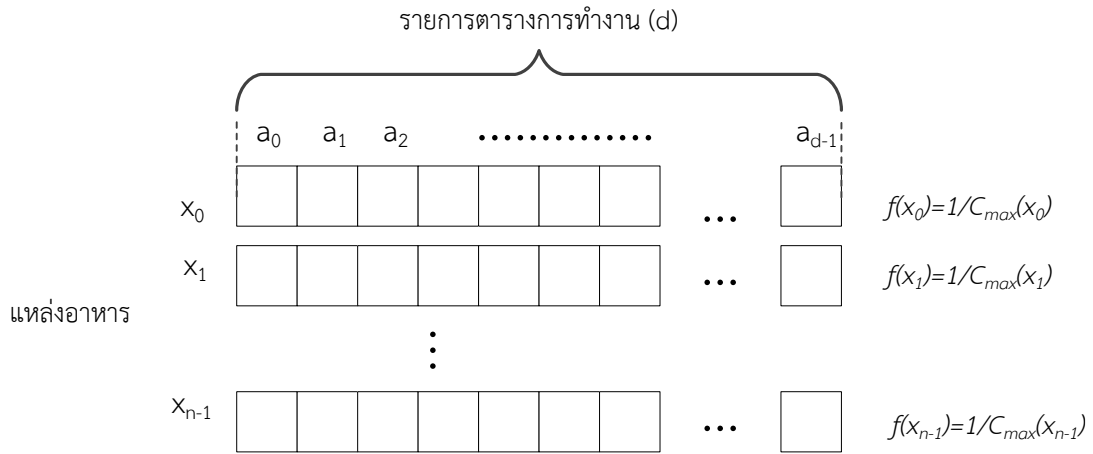 รายการตารางการทำงาน (d)
a0 a1 a2 .............. ad-1
x0 ... f(x0)=1/Cmax(x0)
x1 ... f(x1)=1/Cmax(x1)
แหล่งอาหาร
xn-1 ... f(xn-1)=1/Cmax(xn-1)